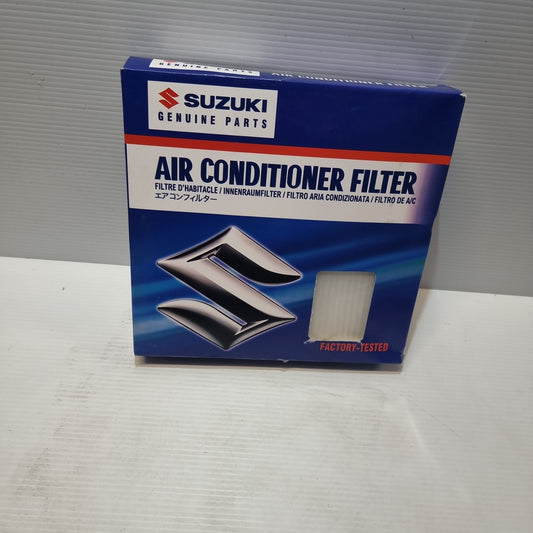 GENUINE PARTS
AIR CONDITIONER FILTER
SUZUKI
GENUINE PARTS
AIR CONDITIONER FILTER
FILTRE D'HABITACLE / INNENRAUMFILTER / FILTRO ARIA CONDIZIONATA / FILTRO DE A/C
エアコンフィルター
FACTORY-TESTED